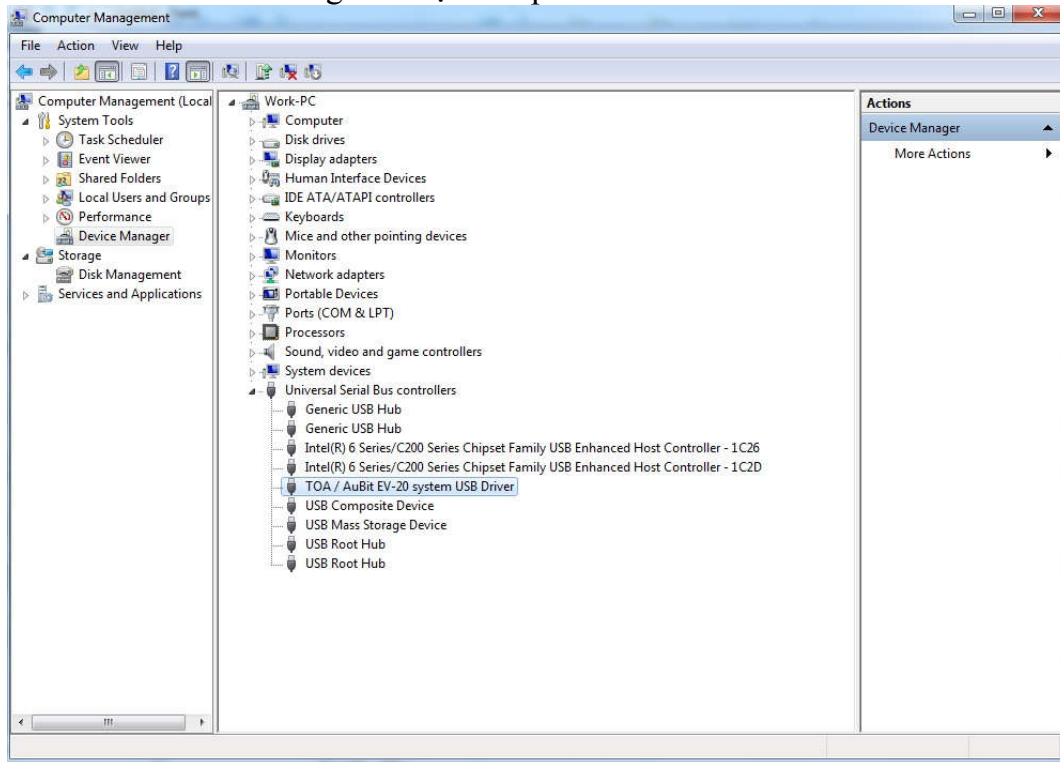 Computer Management
File Action View Help
Computer Management (Local
System Tools
Task Scheduler
Event Viewer
Shared Folders
Local Users and Groups
Performance
Device Manager
Storage
Disk Management
Services and Applications
Work-PC
Computer
Disk drives
Display adapters
Human Interface Devices
IDE ATA/ATAPI controllers
Keyboards
Mice and other pointing devices
Monitors
Network adapters
Portable Devices
Ports (COM & LPT)
Processors
Sound, video and game controllers
System devices
Universal Serial Bus controllers
Generic USB Hub
Generic USB Hub
Intel(R) 6 Series/C200 Series Chipset Family USB Enhanced Host Controller - 1C26
Intel(R) 6 Series/C200 Series Chipset Family USB Enhanced Host Controller - 1C2D
TOA / AuBit EV-20 system USB Driver
USB Composite Device
USB Mass Storage Device
USB Root Hub
USB Root Hub
Actions
Device Manager
More Actions